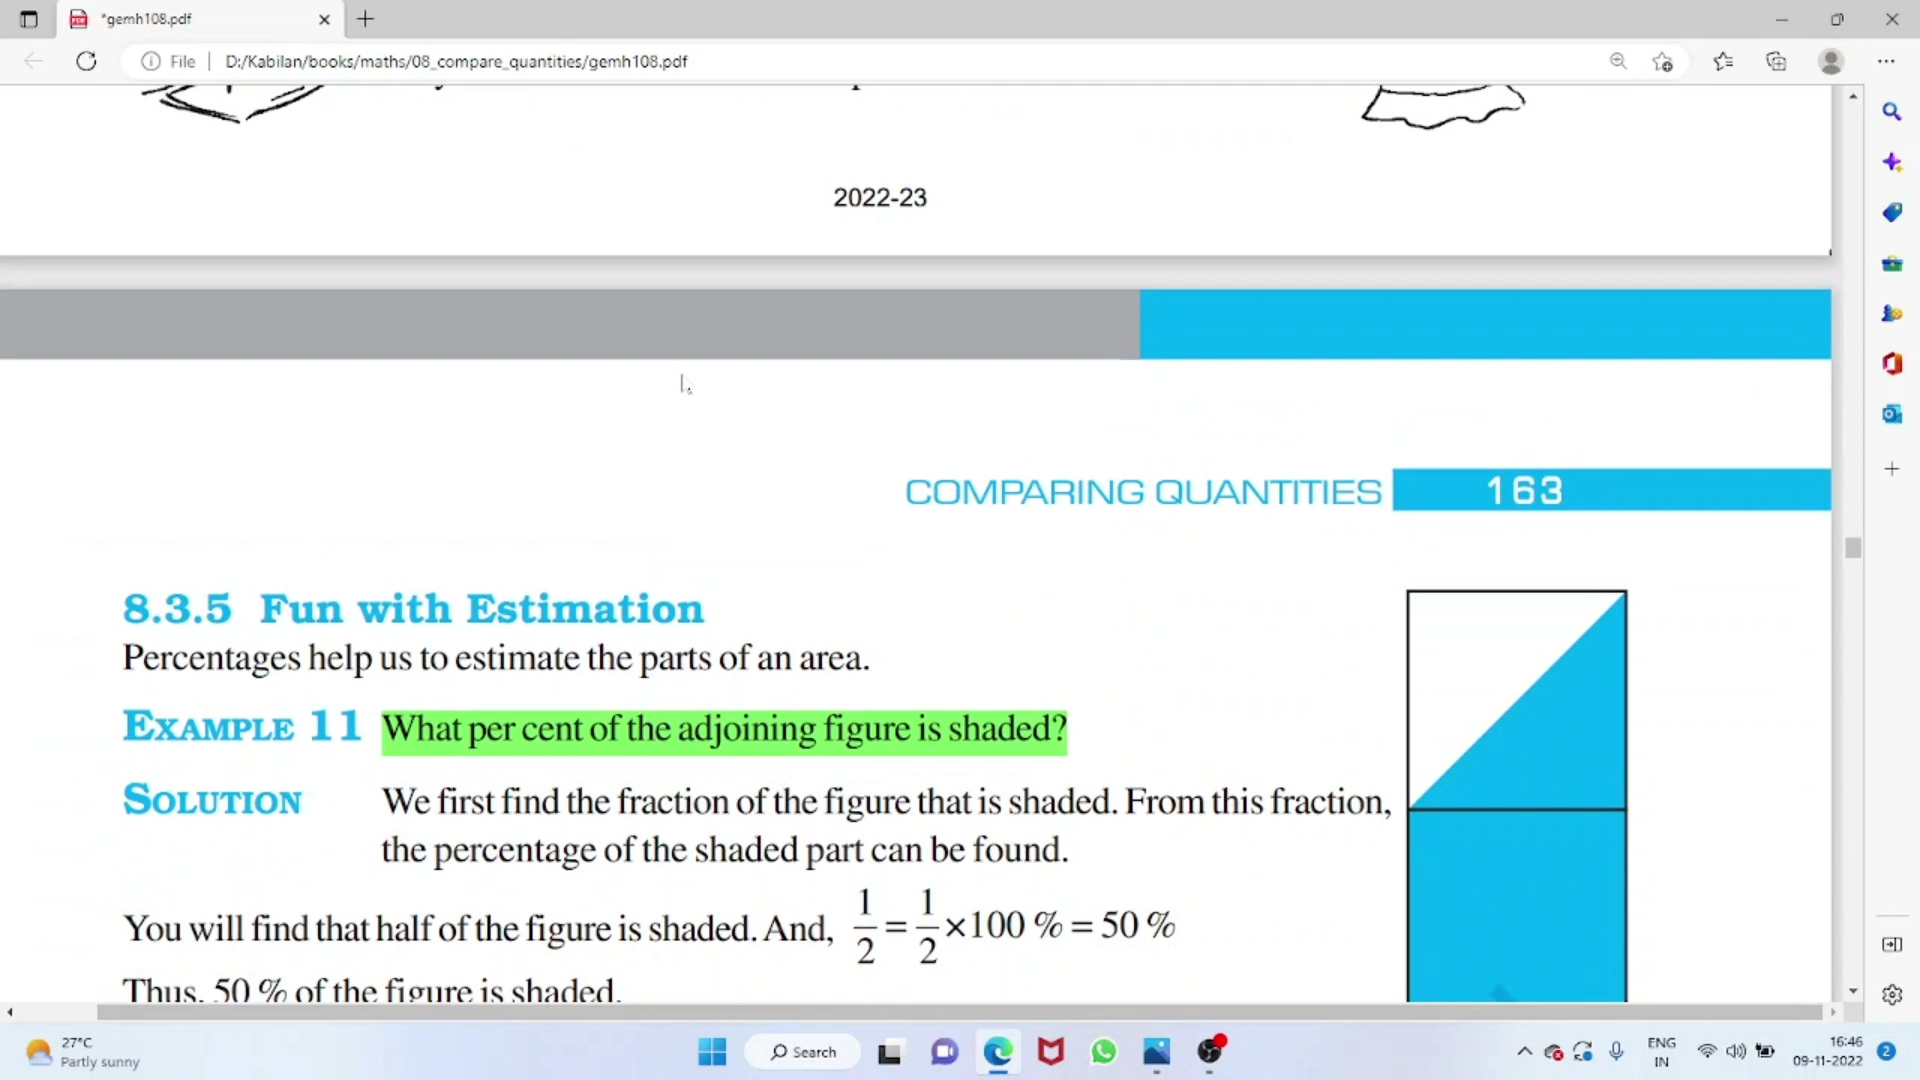 *gemh108.pdf
File
D:/Kabilan/books/maths/08_compare_quantities/gemh108.pdf
2022-23
COMPARING QUANTITIES 163
8.3.5 Fun with Estimation
Percentages help us to estimate the parts of an area.
EXAMPLE 11 What per cent of the adjoining figure is shaded?
SOLUTION We first find the fraction of the figure that is shaded. From this fraction,
the percentage of the shaded part can be found.
You will find that half of the figure is shaded. And, 1/2 = 1/2 ×100 % = 50 %
Thus, 50 % of the figure is shaded.
27°C
Partly sunny
Search
ENG
IN
16:46
09-11-2022
2